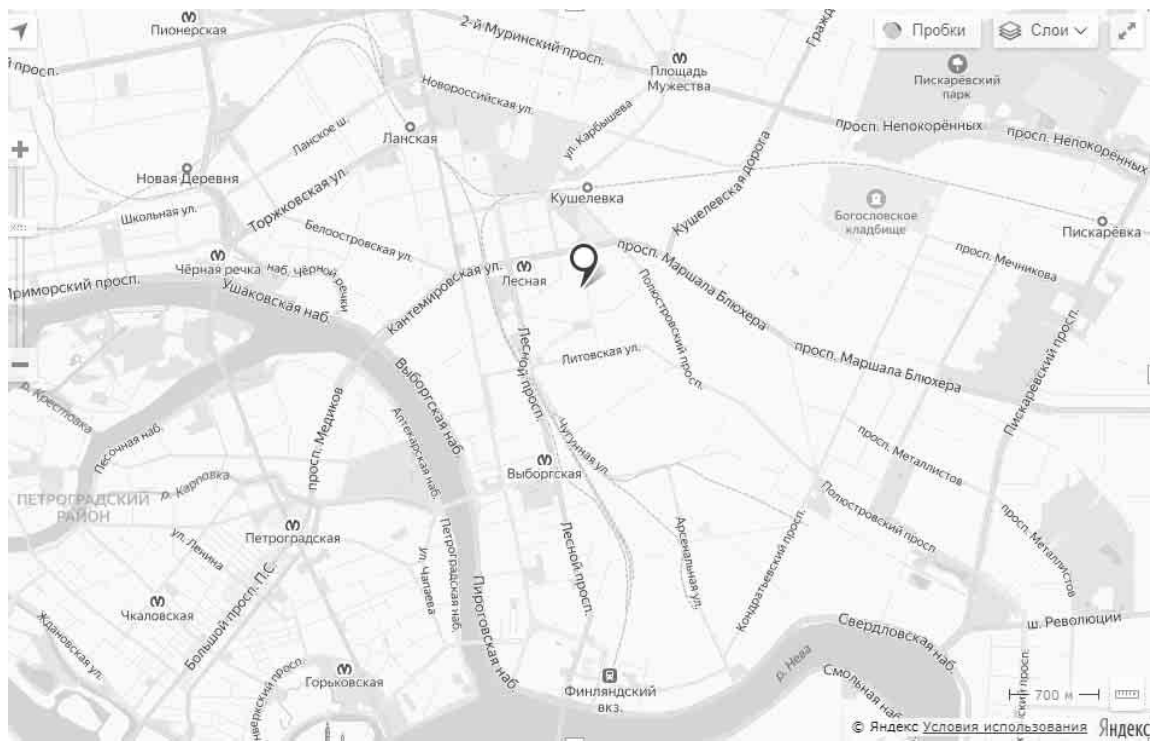 Пионерская
2-й Муринский просп.
Гражд
Пробки
Слои
й просп.
Площадь
Мужества
Пискарёвский
парк
Новороссийская ул.
ул. Карбышева
просп. Непокорённых
просп. Непокорённых
Ланское ш.
Ланская
Кушелевская дорога
Новая Деревня
Кушелевка
Торжковская ул.
Школьная ул.
Богословское
кладбище
Пискарёвка
Белоостровская ул.
просп. Маршала Блюхера
просп. Мечникова
Чёрная речка
наб. Чёрной речки
Лесная
Приморский просп.
Ушаковская наб.
Кантемировская ул.
Полюстровский просп.
Литовская ул.
Лесной просп.
просп. Маршала Блюхера
Пискаревский просп.
Выборгская наб.
р. Крестовка
просп. Медиков
Аптекарская наб.
Песочная наб.
Чугунная ул.
просп. Металлистов
Выборгская
р. Карповка
ПЕТРОГРАДСКИЙ
РАЙОН
Полюстровский просп
Петроградская
ул. Ленина
Лесной просп.
Арсенальная ул.
Кондратьевский просп.
просп. Металлистов
Петроградская наб.
ул. Чапаева
Пироговская наб.
Чкаловская
Большой просп. П.С.
Ждановская ул.
Свердловская наб.
ш. Революции
р. Нева
Горьковская
Финляндский
вкз.
Смольная наб.
нверкский просп.
вский просп.
700 м
© Яндекс Условия использования
Яндекс